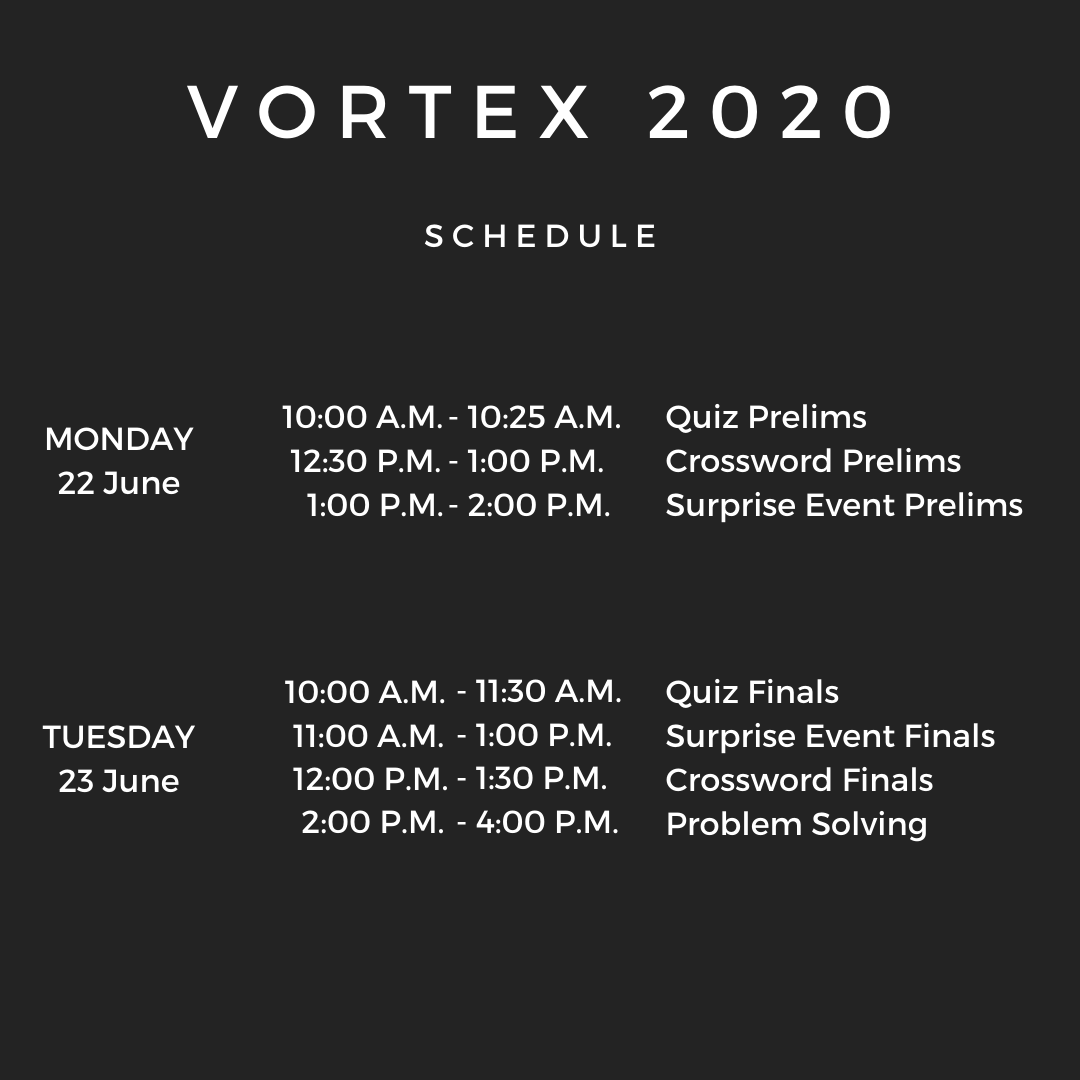 VORTEX 2020
SCHEDULE
MONDAY
22 June
10:00 A.M. - 10:25 A.M. Quiz Prelims
12:30 P.M. - 1:00 P.M. Crossword Prelims
1:00 P.M. - 2:00 P.M. Surprise Event Prelims
TUESDAY
23 June
10:00 A.M. - 11:30 A.M. Quiz Finals
11:00 A.M. - 1:00 P.M. Surprise Event Finals
12:00 P.M. - 1:30 P.M. Crossword Finals
2:00 P.M. - 4:00 P.M. Problem Solving